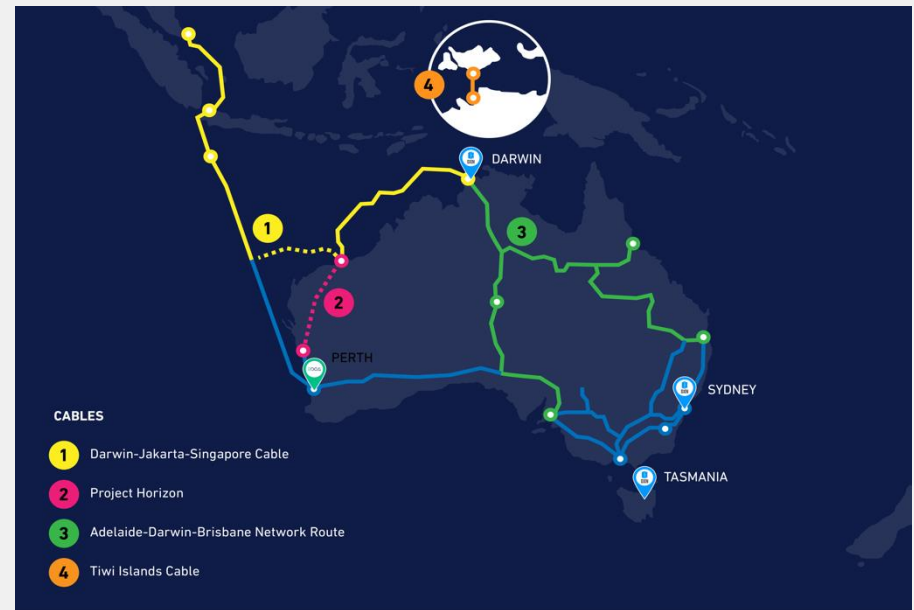 4
DARWIN
3
1
2
PERTH
SYDNEY
TASMANIA
CABLES
1 Darwin-Jakarta-Singapore Cable
2 Project Horizon
3 Adelaide-Darwin-Brisbane Network Route
4 Tiwi Islands Cable